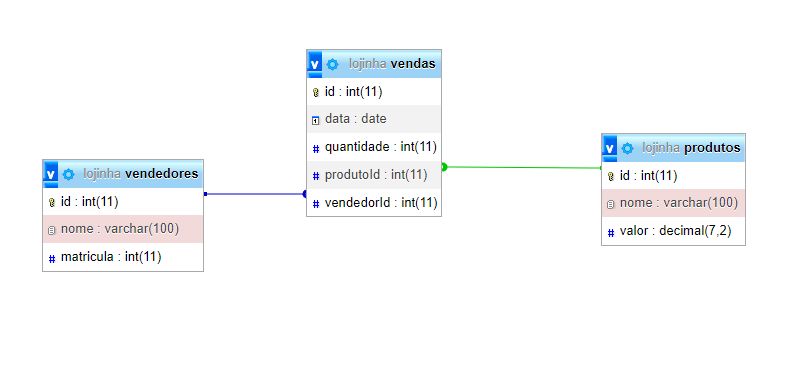 v lojinha vendas
id : int(11)
data : date
quantidade : int(11)
produtoId : int(11)
vendedorId : int(11)
v lojinha vendedores
id : int(11)
nome : varchar(100)
matricula : int(11)
v lojinha produtos
id : int(11)
nome : varchar(100)
valor : decimal(7,2)